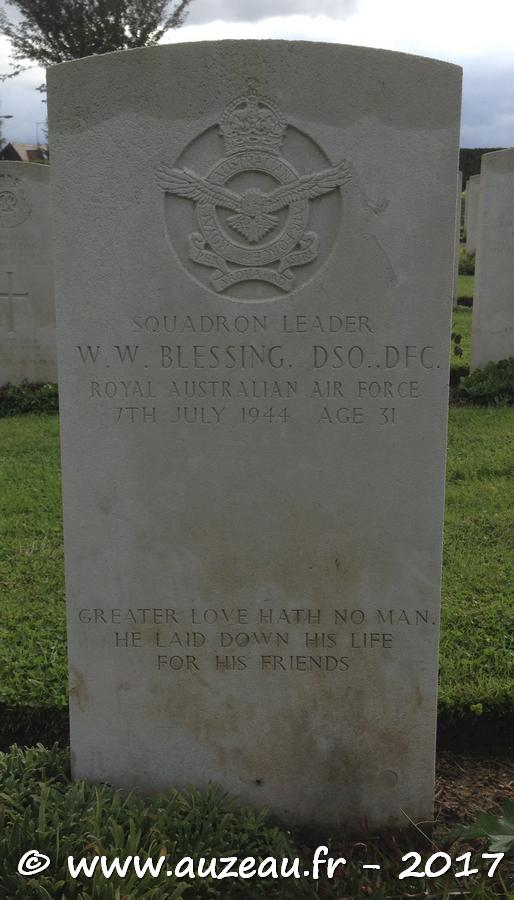 SQUADRON LEADER
W. W. BLESSING. DSO., DFC.
ROYAL AUSTRALIAN AIR FORCE
7TH JULY 1944 AGE 31
GREATER LOVE HATH NO MAN.
HE LAID DOWN HIS LIFE
FOR HIS FRIENDS
© www.auzeau.fr - 2017